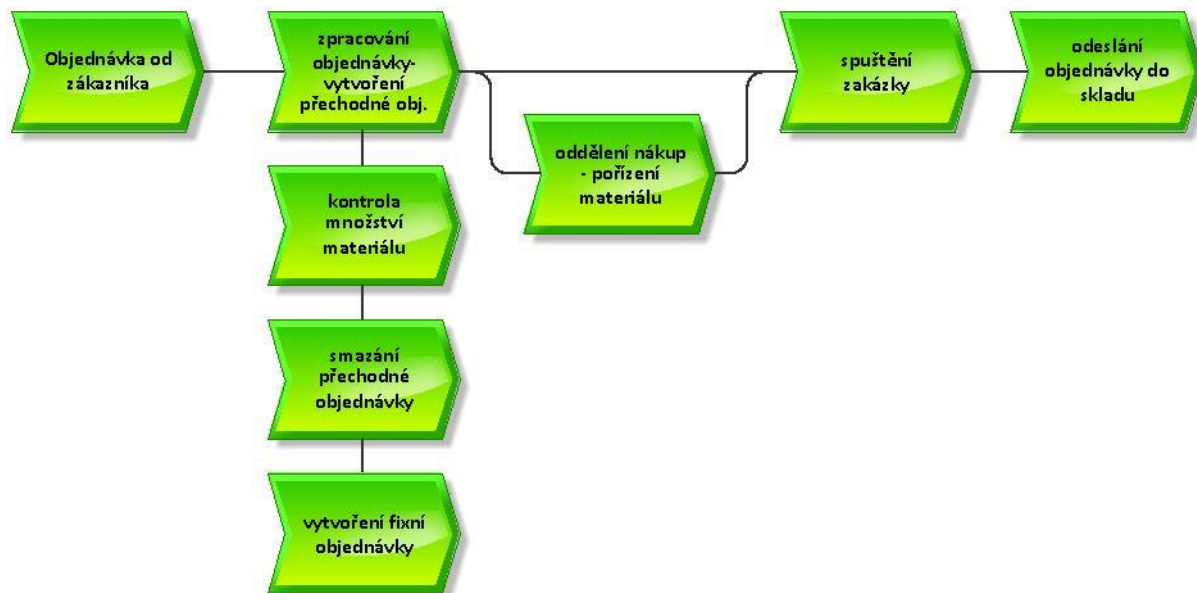 Objednávka od
zákazníka
zpracování
objednávky-
vytvoření
přechodné obj.
spuštění
zakázky
odeslání
objednávky do
skladu
oddělení nákup
- pořízení
materiálu
kontrola
množství
materiálu
smazání
přechodné
objednávky
vytvoření fixní
objednávky